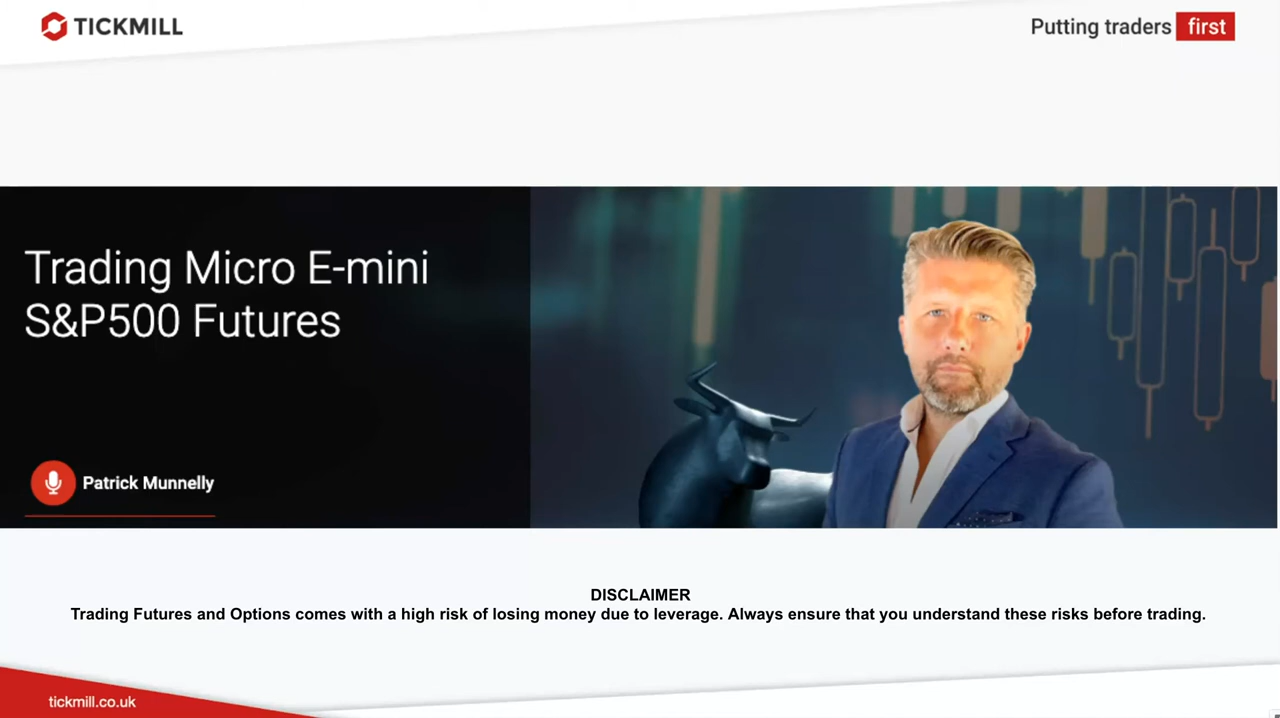 TICKMILL
Putting traders first
Trading Micro E-mini
S&P500 Futures
Patrick Munnelly
DISCLAIMER
Trading Futures and Options comes with a high risk of losing money due to leverage. Always ensure that you understand these risks before trading.
tickmill.co.uk